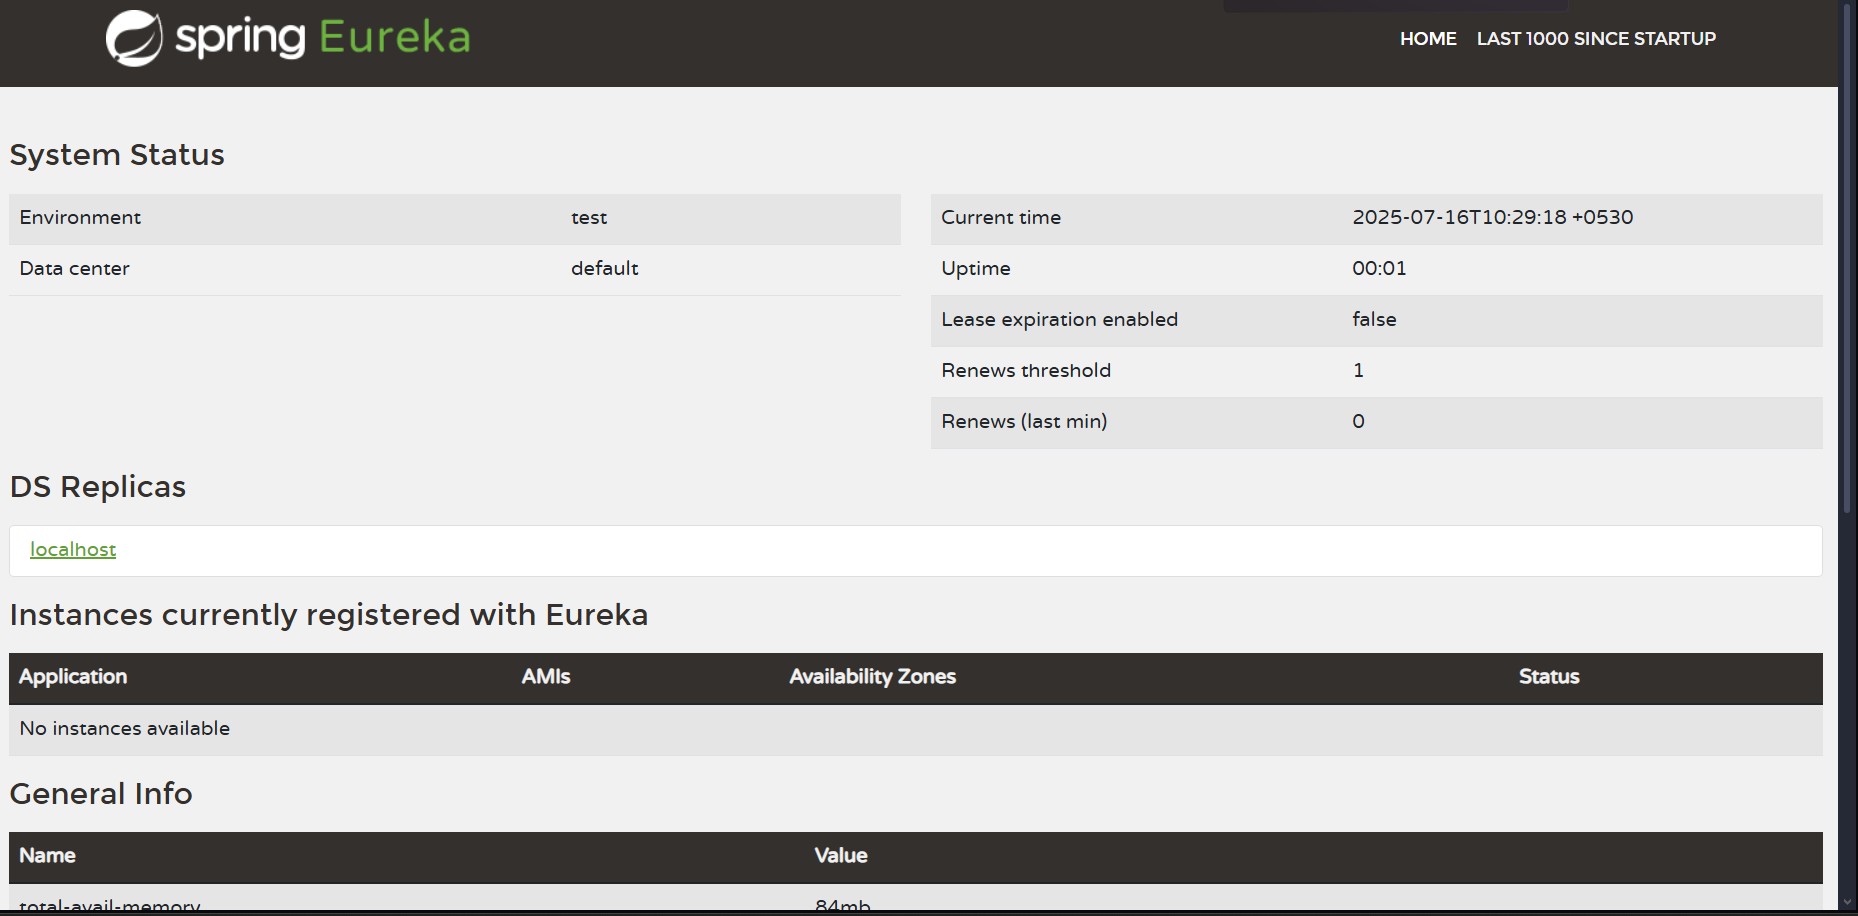 spring Eureka
HOME LAST 1000 SINCE STARTUP
System Status
Environment test
Data center default
Current time 2025-07-16T10:29:18 +0530
Uptime 00:01
Lease expiration enabled false
Renews threshold 1
Renews (last min) 0
DS Replicas
localhost
Instances currently registered with Eureka
Application AMIs Availability Zones Status
No instances available
General Info
Name Value
total-avail-memory 84mb